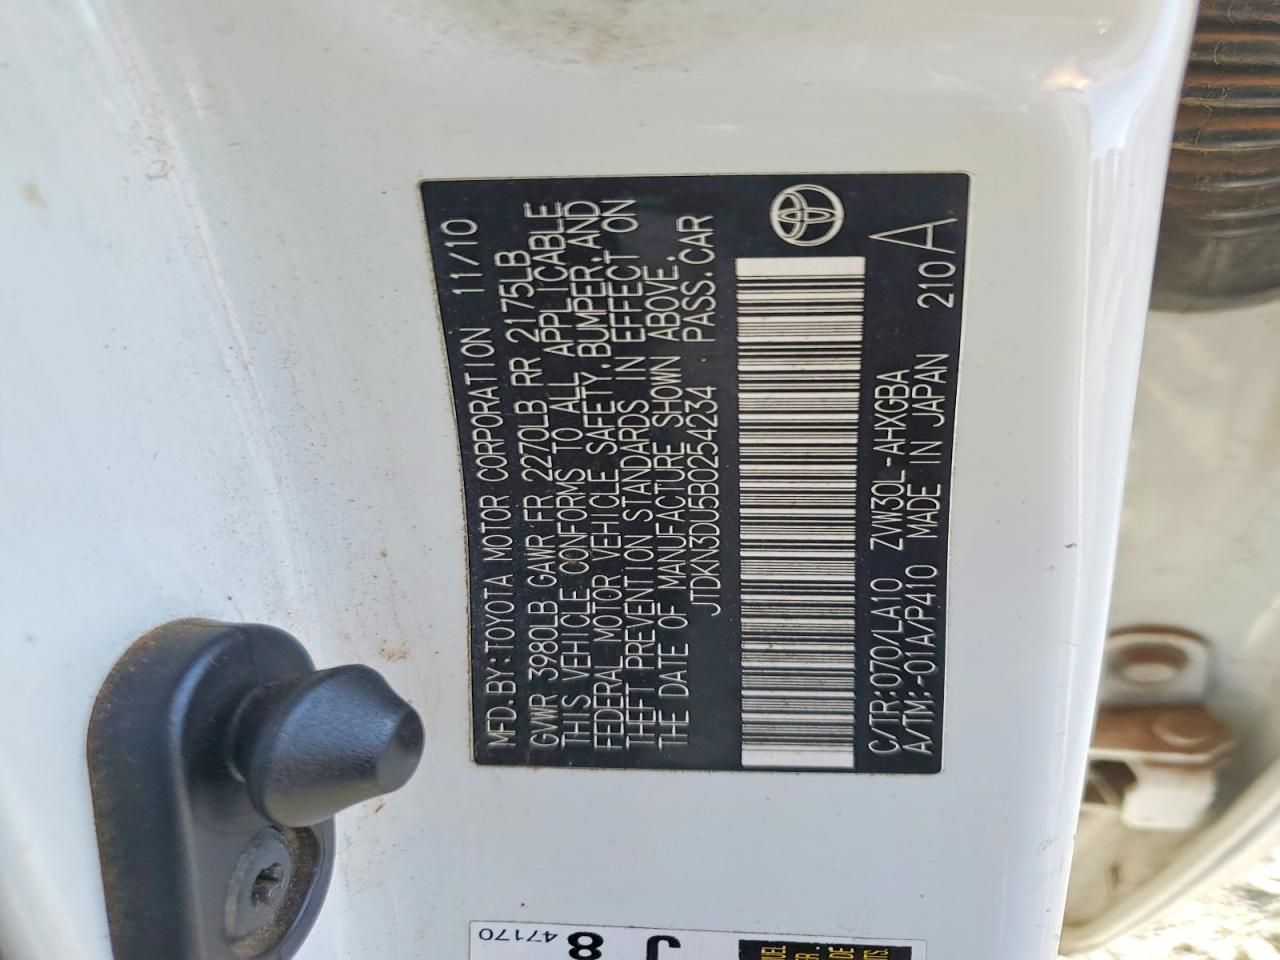 MFD.BY:TOYOTA MOTOR CORPORATION 11/10
GVWR 3980LB GAWR FR 2270LB RR 2175LB
THIS VEHICLE CONFORMS TO ALL APPLICABLE
FEDERAL MOTOR VEHICLE SAFETY,BUMPER,AND
THEFT PREVENTION STANDARDS IN EFFECT ON
THE DATE OF MANUFACTURE SHOWN ABOVE.
JTDKN3DU5B0254234 PASS.CAR
C/TR:070/LA10 ZVW30L-AHXGBA
A/TM:-01A/P410 MADE IN JAPAN 210A
47170
8
J